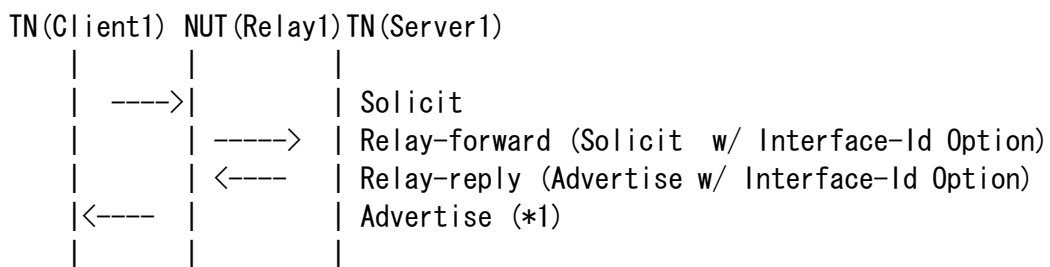 TN(Client1) NUT(Relay1)TN(Server1)
| | |
| ---->| | Solicit
| | -----> | Relay-forward (Solicit w/ Interface-Id Option)
| | <---- | Relay-reply (Advertise w/ Interface-Id Option)
|<---- | | Advertise (*1)
| | |